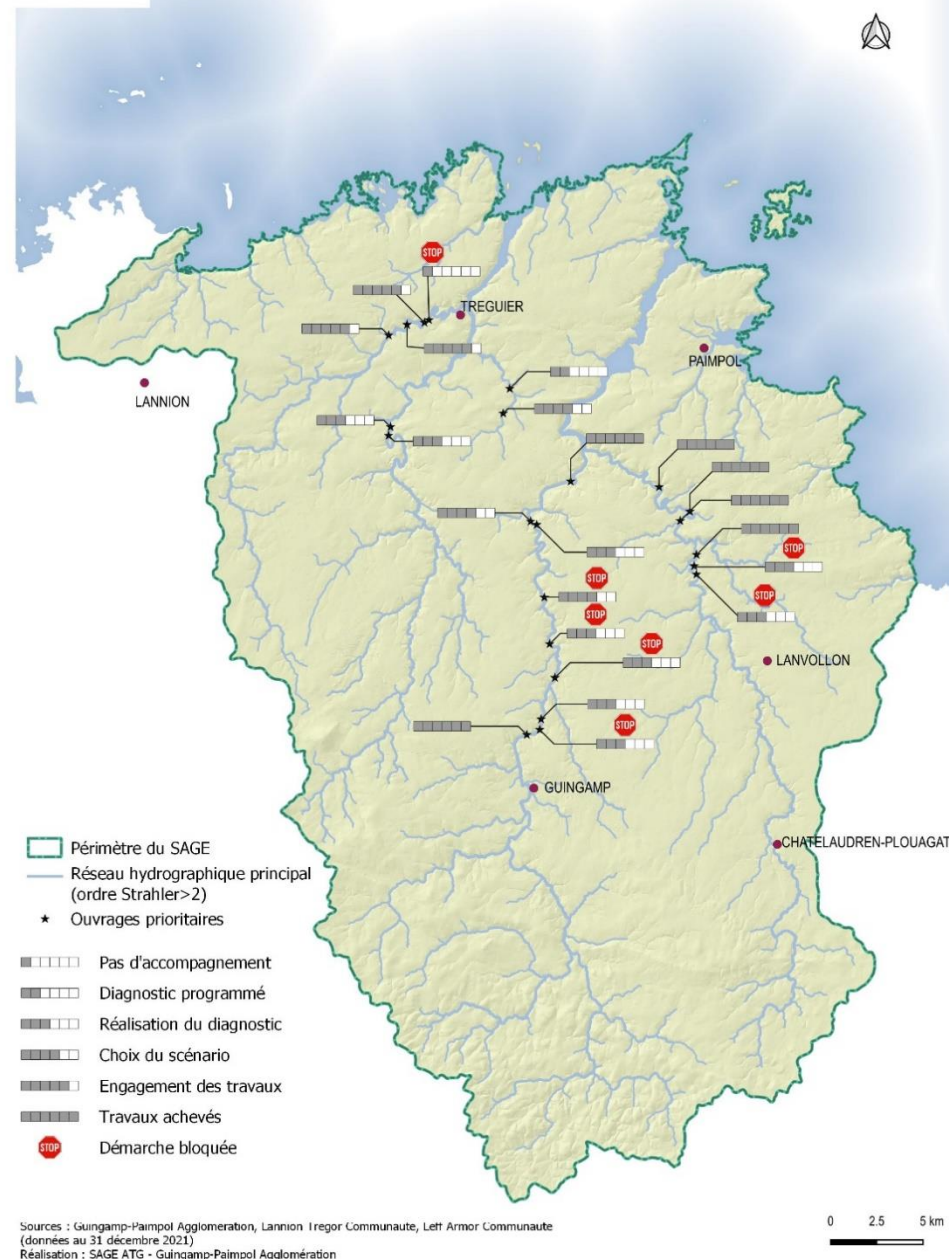 STOP
TREGUIER
PAIMPOL
LANNION
STOP
STOP
STOP
STOP
STOP
LANVOLLON
STOP
GUINGAMP
CHATELAUDREN-PLOUAGAT
Périmètre du SAGE
Réseau hydrographique principal
(ordre Strahler>2)
Ouvrages prioritaires
Pas d'accompagnement
Diagnostic programmé
Réalisation du diagnostic
Choix du scénario
Engagement des travaux
Travaux achevés
STOP Démarche bloquée
Sources : Guingamp-Paimpol Agglomeration, Lannion Tregor Communaute, Leff Armor Communaute
(données au 31 décembre 2021)
Réalisation : SAGE ATG - Guingamp-Paimpol Agglomération
0 2.5 5 km